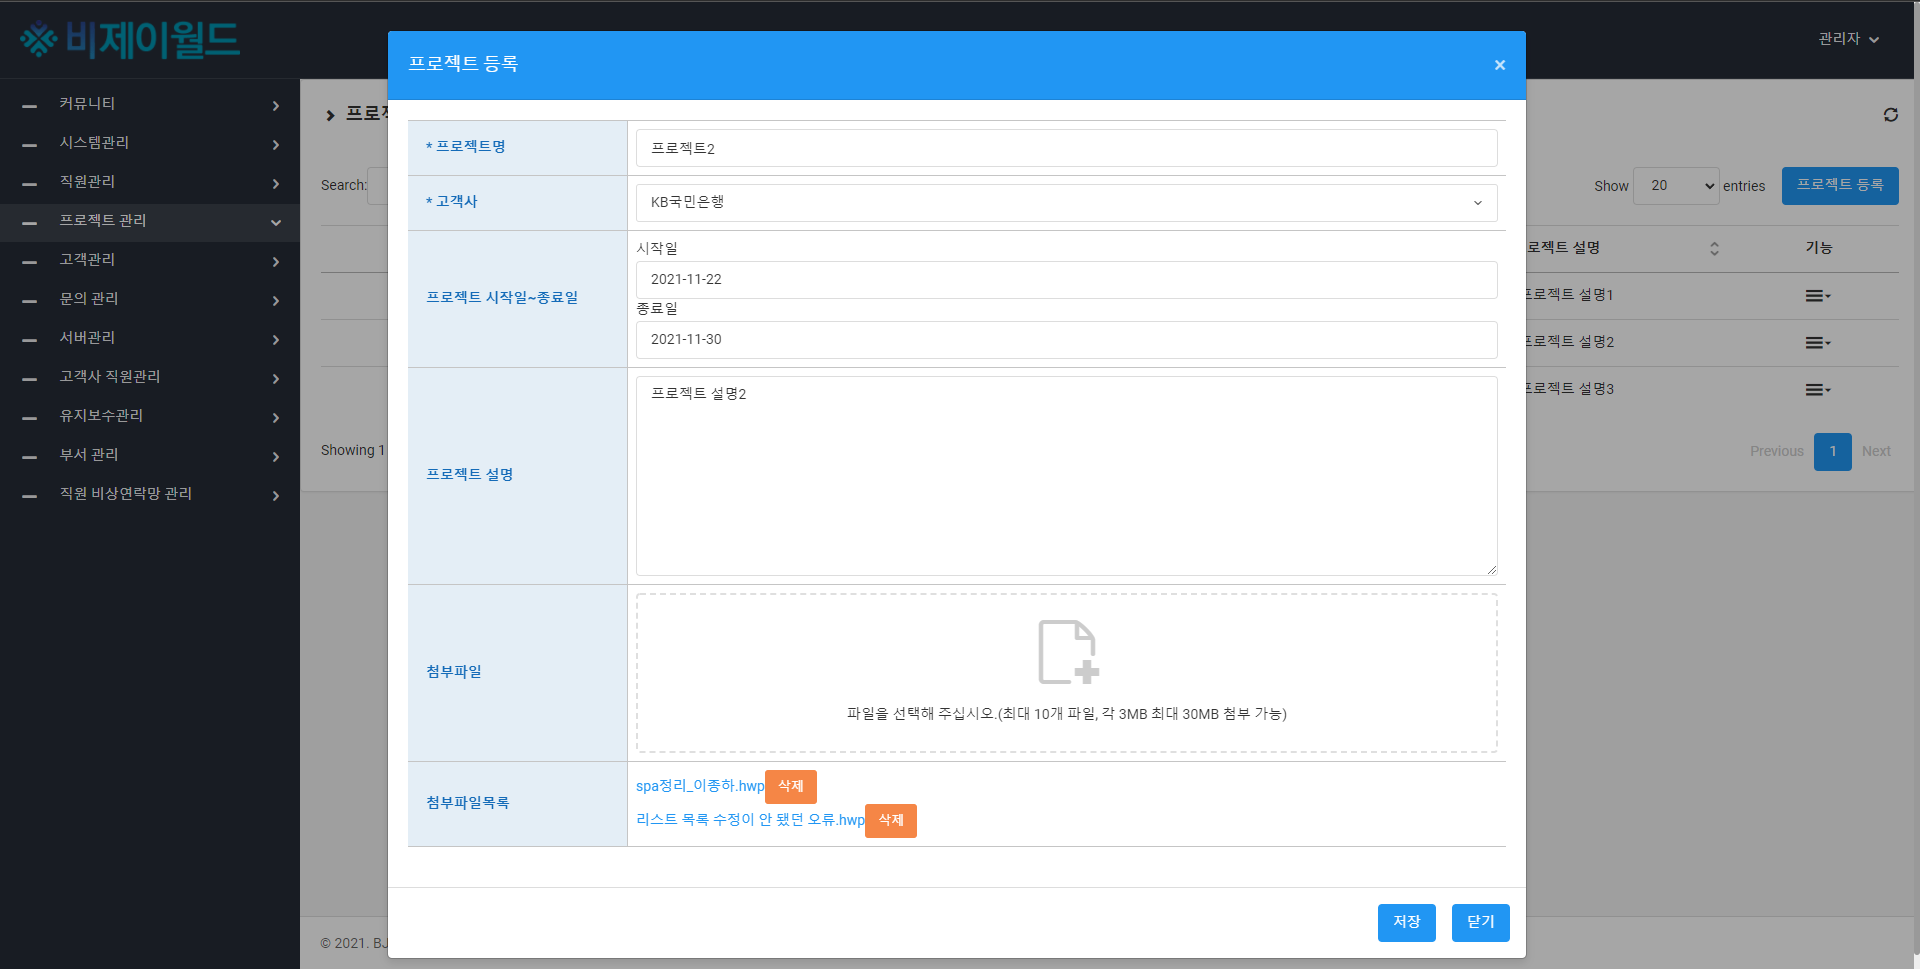 비제이월드
관리자
프로젝트 등록
×
커뮤니티
시스템관리
직원관리
프로젝트 관리
고객관리
문의 관리
서버관리
고객사 직원관리
유지보수관리
부서 관리
직원 비상연락망 관리
Search:
Show 20 entries
프로젝트 등록
로젝트 설명
기능
프로젝트 설명1
프로젝트 설명2
프로젝트 설명3
Showing 1
Previous 1 Next
* 프로젝트명
프로젝트2
* 고객사
KB국민은행
프로젝트 시작일~종료일
시작일
2021-11-22
종료일
2021-11-30
프로젝트 설명
프로젝트 설명2
첨부파일
파일을 선택해 주십시오.(최대 10개 파일, 각 3MB 최대 30MB 첨부 가능)
첨부파일목록
spa정리_이종하.hwp 삭제
리스트 목록 수정이 안 됐던 오류.hwp 삭제
저장 닫기
© 2021. BJ